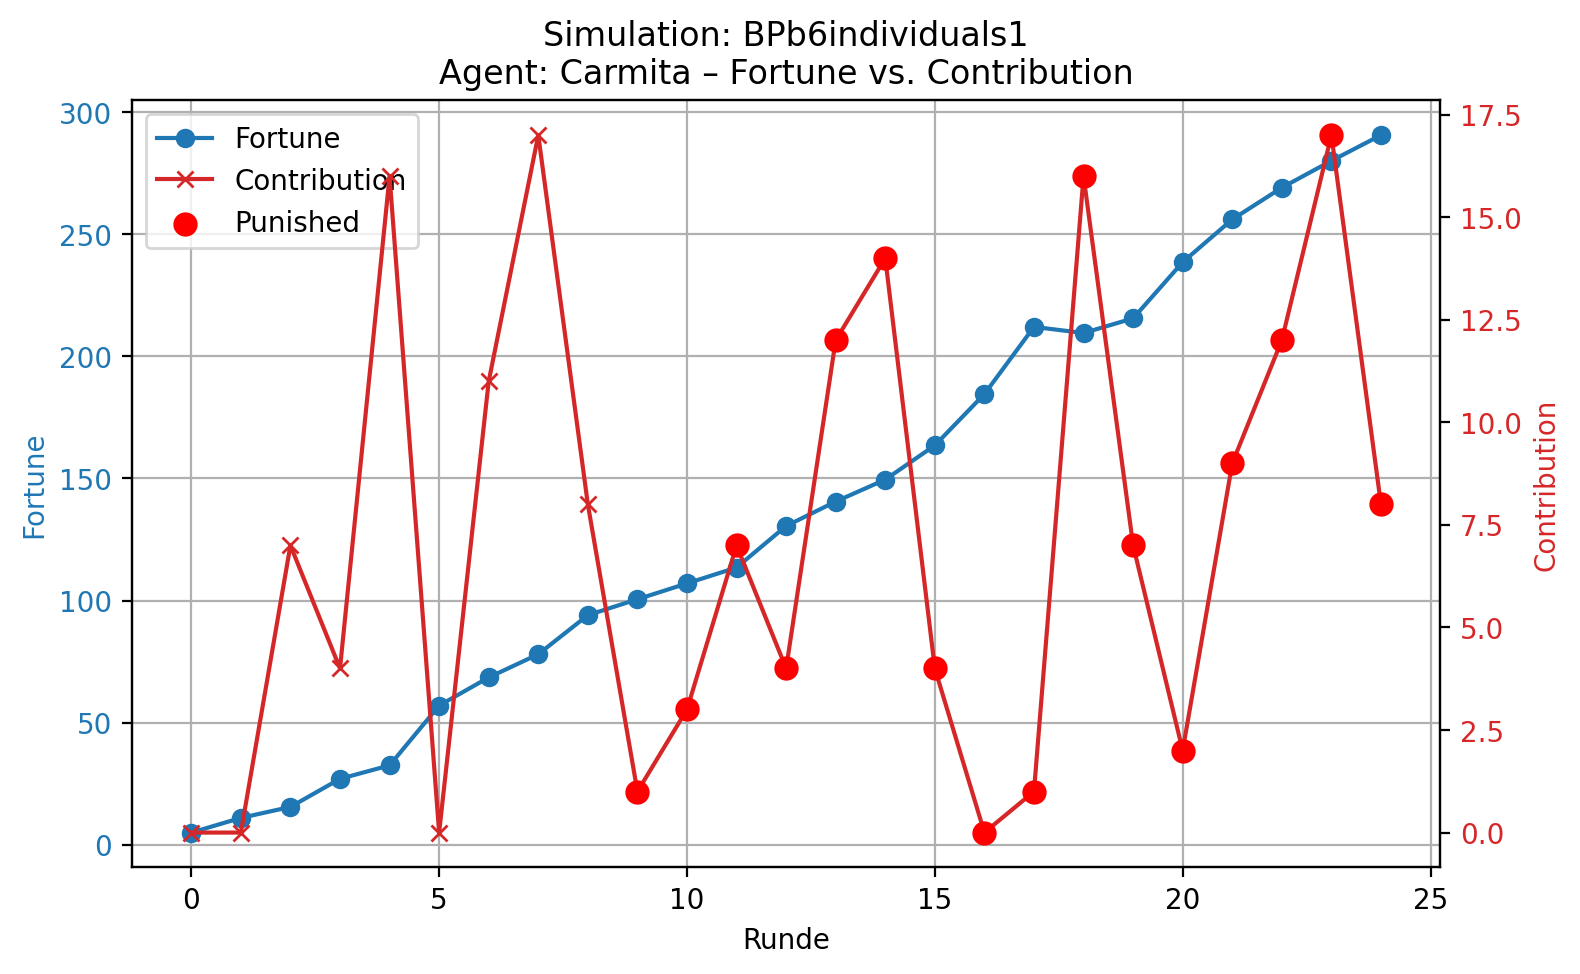 Simulation: BPb6individuals1
Agent: Carmita – Fortune vs. Contribution
Fortune
Contribution
Punished
300
250
200
150
100
50
0
Fortune
17.5
15.0
12.5
10.0
7.5
5.0
2.5
0.0
Contribution
0 5 10 15 20 25
Runde